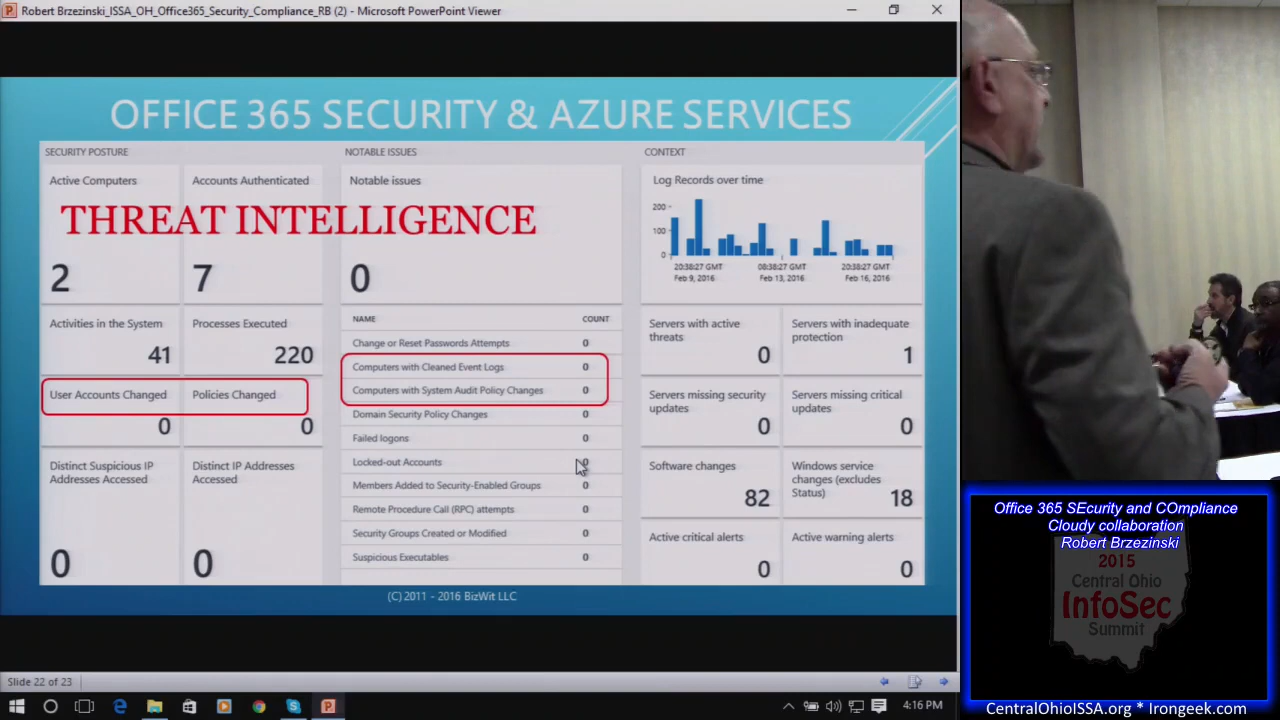 Robert Brzezinski_ISSA_OH_Office365_Security_Compliance_RB (2) - Microsoft PowerPoint Viewer
OFFICE 365 SECURITY & AZURE SERVICES
SECURITY POSTURE
NOTABLE ISSUES
CONTEXT
Active Computers
Accounts Authenticated
Notable issues
Log Records over time
THREAT INTELLIGENCE
2
7
0
200
100
0
20:38:27 GMT
Feb 9, 2016
08:38:27 GMT
Feb 13, 2016
20:38:27 GMT
Feb 16, 2016
Activities in the System
41
Processes Executed
220
User Accounts Changed
0
Policies Changed
0
Distinct Suspicious IP
Addresses Accessed
0
Distinct IP Addresses
Accessed
0
NAME COUNT
Change or Reset Passwords Attempts 0
Computers with Cleaned Event Logs 0
Computers with System Audit Policy Changes 0
Domain Security Policy Changes 0
Failed logons 0
Locked-out Accounts 0
Members Added to Security-Enabled Groups 0
Remote Procedure Call (RPC) attempts 0
Security Groups Created or Modified 0
Suspicious Executables 0
Servers with active
threats
0
Servers with inadequate
protection
1
Servers missing security
updates
0
Servers missing critical
updates
0
Software changes
82
Windows service
changes (excludes
Status)
18
Active critical alerts
0
Active warning alerts
0
(C) 2011 - 2016 BizWit LLC
Slide 22 of 23
4:16 PM
Office 365 SEcurity and COmpliance
Cloudy collaboration
Robert Brzezinski
2015
Central Ohio
InfoSec
Summit
CentralOhioISSA.org * Irongeek.com